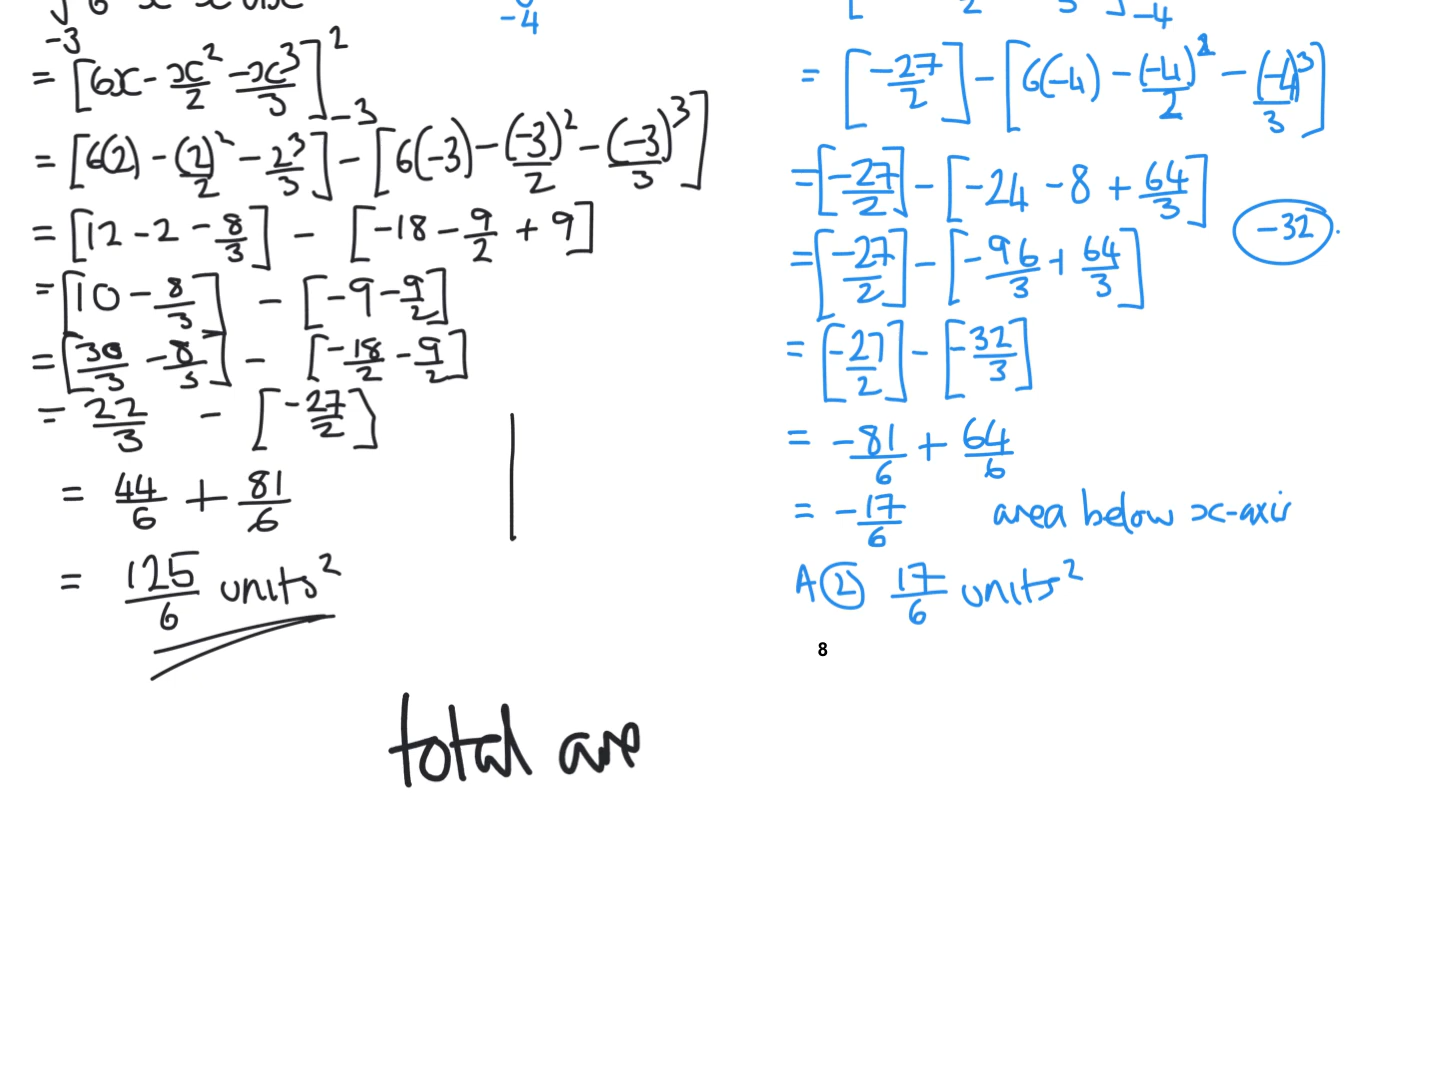 -3
= [6x - x²/2 - x³/3]²₋₃
= [6(2) - (2)²/2 - 2³/3] - [6(-3) - (-3)²/2 - (-3)³/3]
= [12 - 2 - 8/3] - [-18 - 9/2 + 9]
= [10 - 8/3] - [-9 - 9/2]
= [30/3 - 8/3] - [-18/2 - 9/2]
= 22/3 - [-27/2]
= 44/6 + 81/6
= 125/6 units²
-4
-4
= [-27/2] - [6(-4) - (-4)²/2 - (-4)³/3]
= [-27/2] - [-24 - 8 + 64/3]
-32
= [-27/2] - [-96/3 + 64/3]
= [-27/2] - [-32/3]
= -81/6 + 64/6
= -17/6 area below x-axis
A② 17/6 units²
8
total are